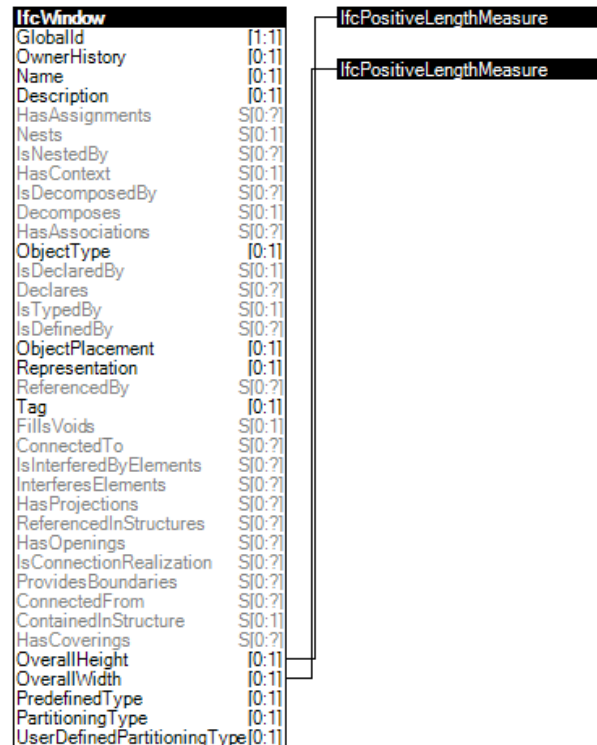 IfcWindow
GlobalId [1:1]
OwnerHistory [0:1]
Name [0:1]
Description [0:1]
HasAssignments S[0:?]
Nests S[0:1]
IsNestedBy S[0:?]
HasContext S[0:1]
IsDecomposedBy S[0:?]
Decomposes S[0:1]
HasAssociations S[0:?]
ObjectType [0:1]
IsDeclaredBy S[0:1]
Declares S[0:?]
IsTypedBy S[0:1]
IsDefinedBy S[0:?]
ObjectPlacement [0:1]
Representation [0:1]
ReferencedBy S[0:?]
Tag [0:1]
FillsVoids S[0:1]
ConnectedTo S[0:?]
IsInterferedByElements S[0:?]
InterferesElements S[0:?]
HasProjections S[0:?]
ReferencedInStructures S[0:?]
HasOpenings S[0:?]
IsConnectionRealization S[0:?]
ProvidesBoundaries S[0:?]
ConnectedFrom S[0:?]
ContainedInStructure S[0:1]
HasCoverings S[0:?]
OverallHeight [0:1]
OverallWidth [0:1]
PredefinedType [0:1]
PartitioningType [0:1]
UserDefinedPartitioningType[0:1]
IfcPositiveLengthMeasure
IfcPositiveLengthMeasure